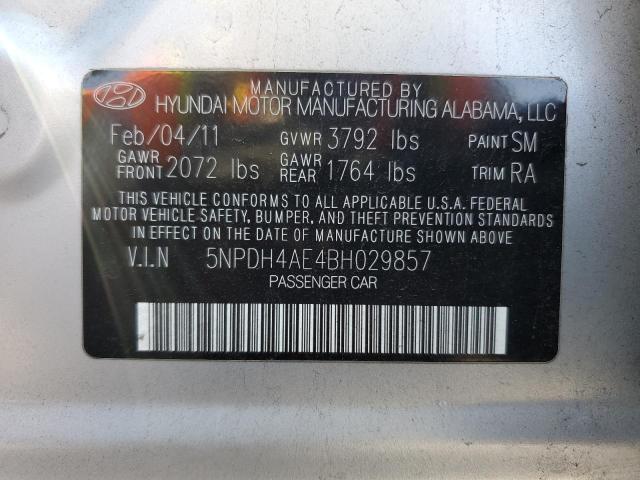 MANUFACTURED BY
HYUNDAI MOTOR MANUFACTURING ALABAMA, LLC
Feb/04/11 GVWR 3792 lbs PAINT SM
GAWR FRONT 2072 lbs GAWR REAR 1764 lbs TRIM RA
THIS VEHICLE CONFORMS TO ALL APPLICABLE U.S.A. FEDERAL
MOTOR VEHICLE SAFETY, BUMPER, AND THEFT PREVENTION STANDARDS
IN EFFECT ON THE DATE OF MANUFACTURE SHOWN ABOVE.
V.I.N 5NPDH4AE4BH029857
PASSENGER CAR